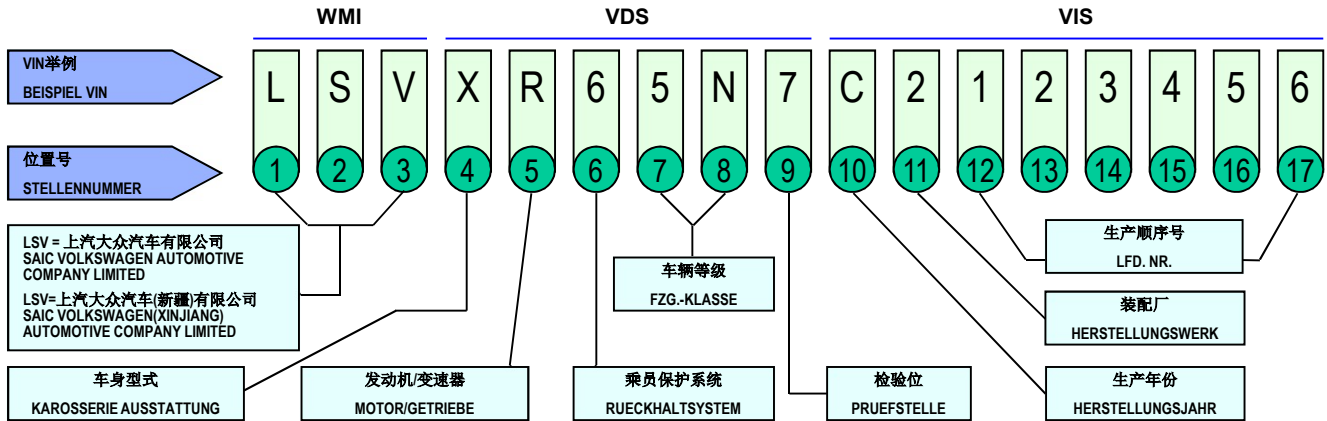 WMI VDS VIS
VIN举例
BEISPIEL VIN
L S V X R 6 5 N 7 C 2 1 2 3 4 5 6
位置号
STELLENNUMMER
1 2 3 4 5 6 7 8 9 10 11 12 13 14 15 16 17
LSV = 上汽大众汽车有限公司
SAIC VOLKSWAGEN AUTOMOTIVE
COMPANY LIMITED
LSV=上汽大众汽车(新疆)有限公司
SAIC VOLKSWAGEN(XINJIANG)
AUTOMOTIVE COMPANY LIMITED
车辆等级
FZG.-KLASSE
生产顺序号
LFD. NR.
装配厂
HERSTELLUNGSWERK
车身型式
KAROSSERIE AUSSTATTUNG
发动机/变速器
MOTOR/GETRIEBE
乘员保护系统
RUECKHALTSYSTEM
检验位
PRUEFSTELLE
生产年份
HERSTELLUNGSJAHR